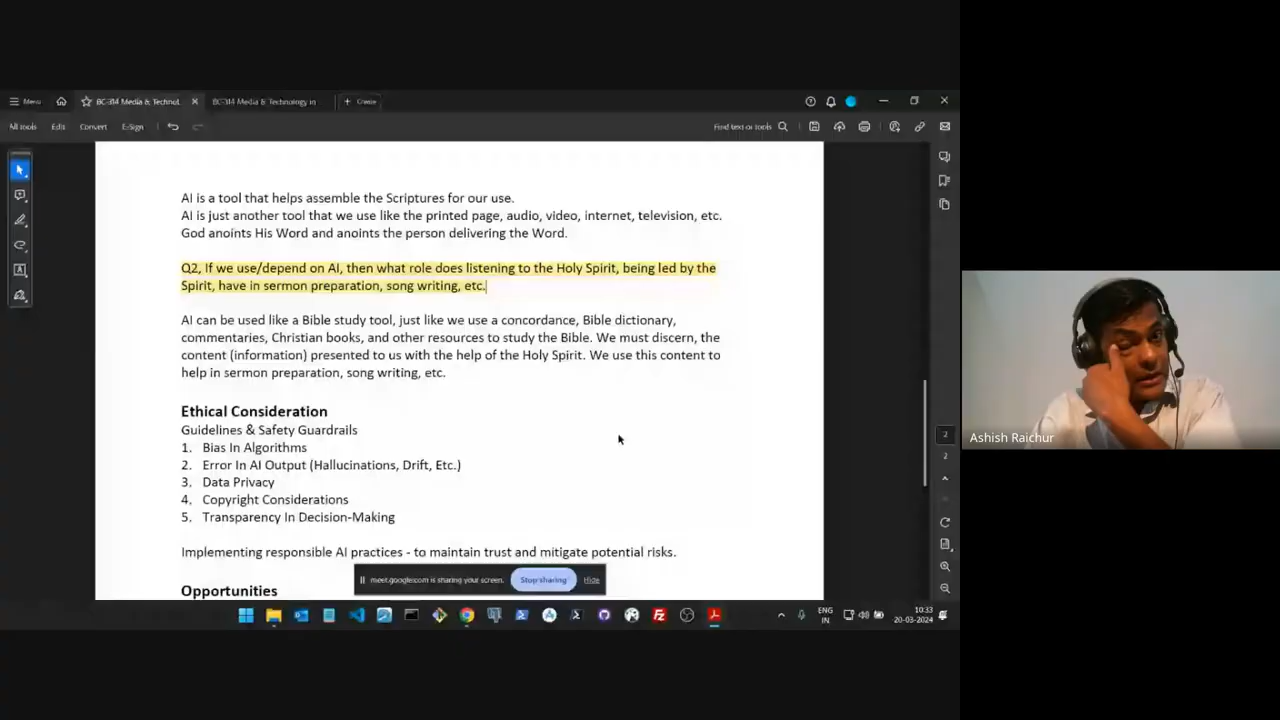 Menu
BC-314 Media & Technol.
BC-314 Media & Technology in
Create
All tools
Edit
Convert
E-Sign
Find text or tools
AI is a tool that helps assemble the Scriptures for our use.
AI is just another tool that we use like the printed page, audio, video, internet, television, etc.
God anoints His Word and anoints the person delivering the Word.
Q2, If we use/depend on AI, then what role does listening to the Holy Spirit, being led by the
Spirit, have in sermon preparation, song writing, etc.
AI can be used like a Bible study tool, just like we use a concordance, Bible dictionary,
commentaries, Christian books, and other resources to study the Bible. We must discern, the
content (information) presented to us with the help of the Holy Spirit. We use this content to
help in sermon preparation, song writing, etc.
Ethical Consideration
Guidelines & Safety Guardrails
1. Bias In Algorithms
2. Error In AI Output (Hallucinations, Drift, Etc.)
3. Data Privacy
4. Copyright Considerations
5. Transparency In Decision-Making
Implementing responsible AI practices - to maintain trust and mitigate potential risks.
Opportunities
meet.google.com is sharing your screen.
Stop sharing
Hide
2
2
Ashish Raichur
ENG
IN
10:33
20-03-2024